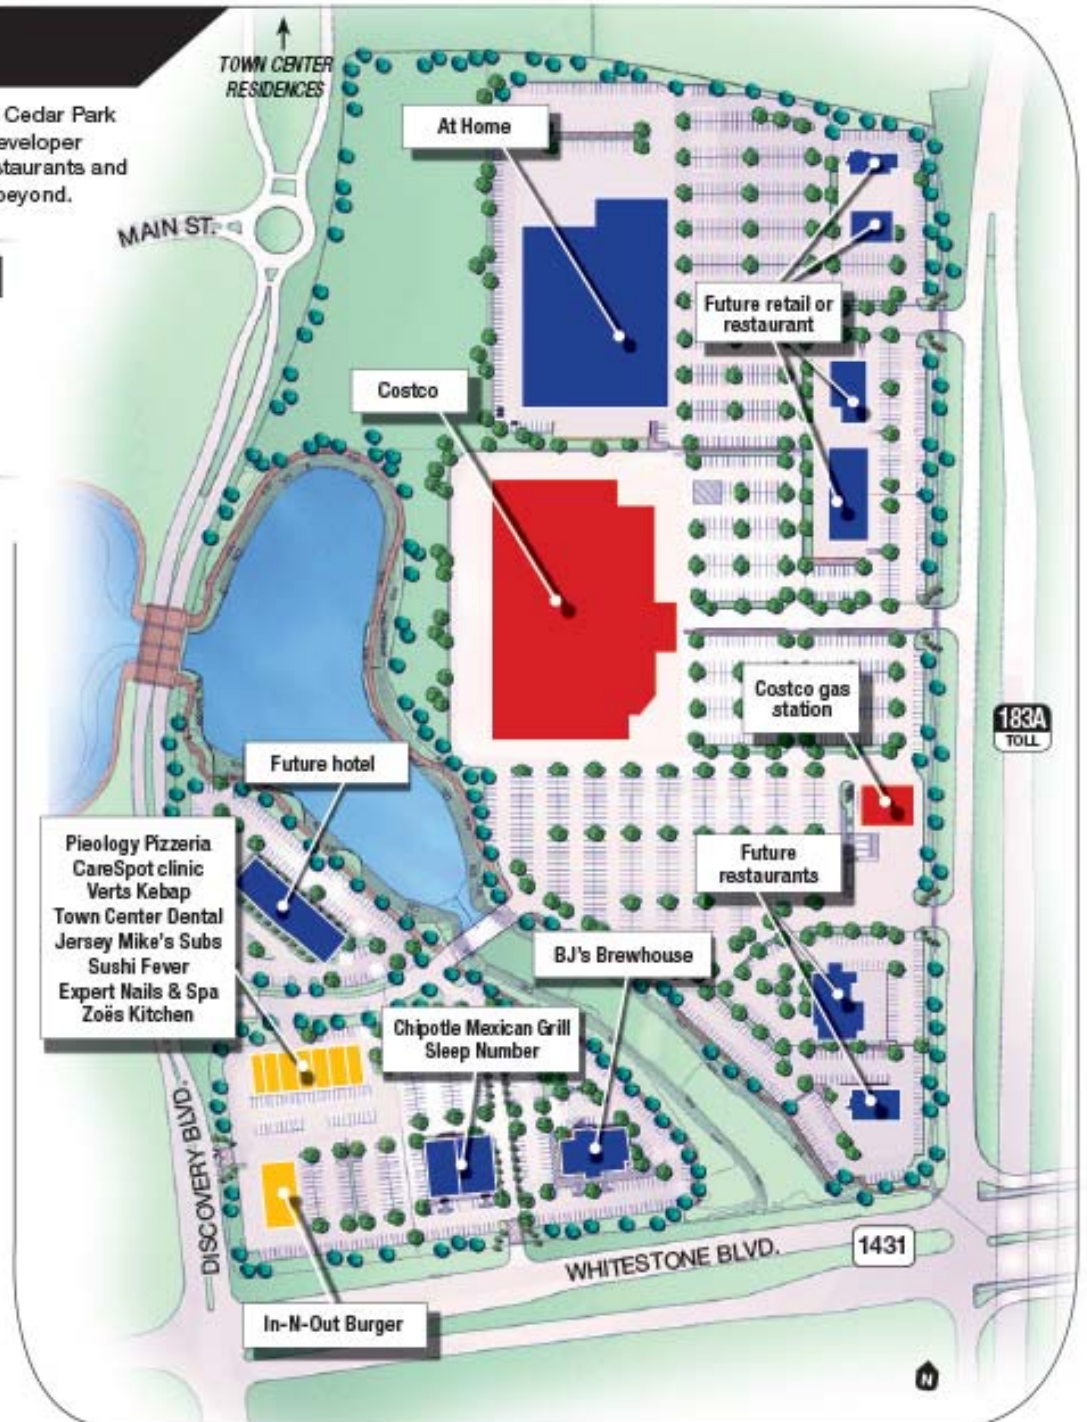 TOWN CENTER
RESIDENCES
Cedar Park
eveloper
staurants and
beyond.
At Home
MAIN ST.
Future retail or
restaurant
Costco
Costco gas
station
183A
TOLL
Future hotel
Pieology Pizzeria
CareSpot clinic
Verts Kebap
Town Center Dental
Jersey Mike's Subs
Sushi Fever
Expert Nails & Spa
Zoës Kitchen
Future
restaurants
BJ's Brewhouse
Chipotle Mexican Grill
Sleep Number
DISCOVERY BLVD.
WHITESTONE BLVD.
1431
In-N-Out Burger
N